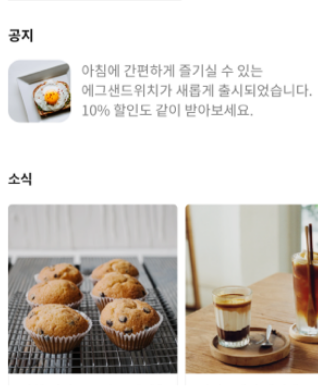 공지
아침에 간편하게 즐기실 수 있는
에그샌드위치가 새롭게 출시되었습니다.
10% 할인도 같이 받아보세요.
소식